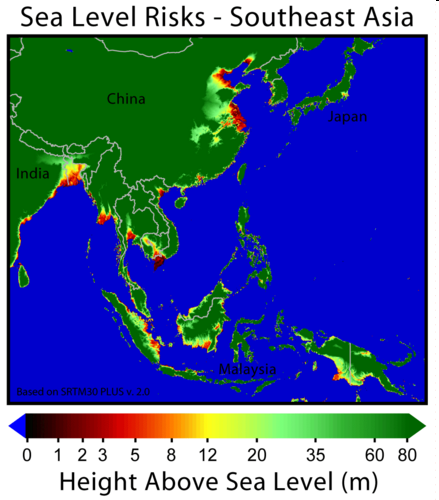 Sea Level Risks - Southeast Asia
China
Japan
India
Malaysia
Based on SRTM30 PLUS v. 2.0
0 1 2 3 5 8 12 20 35 60 80
Height Above Sea Level (m)